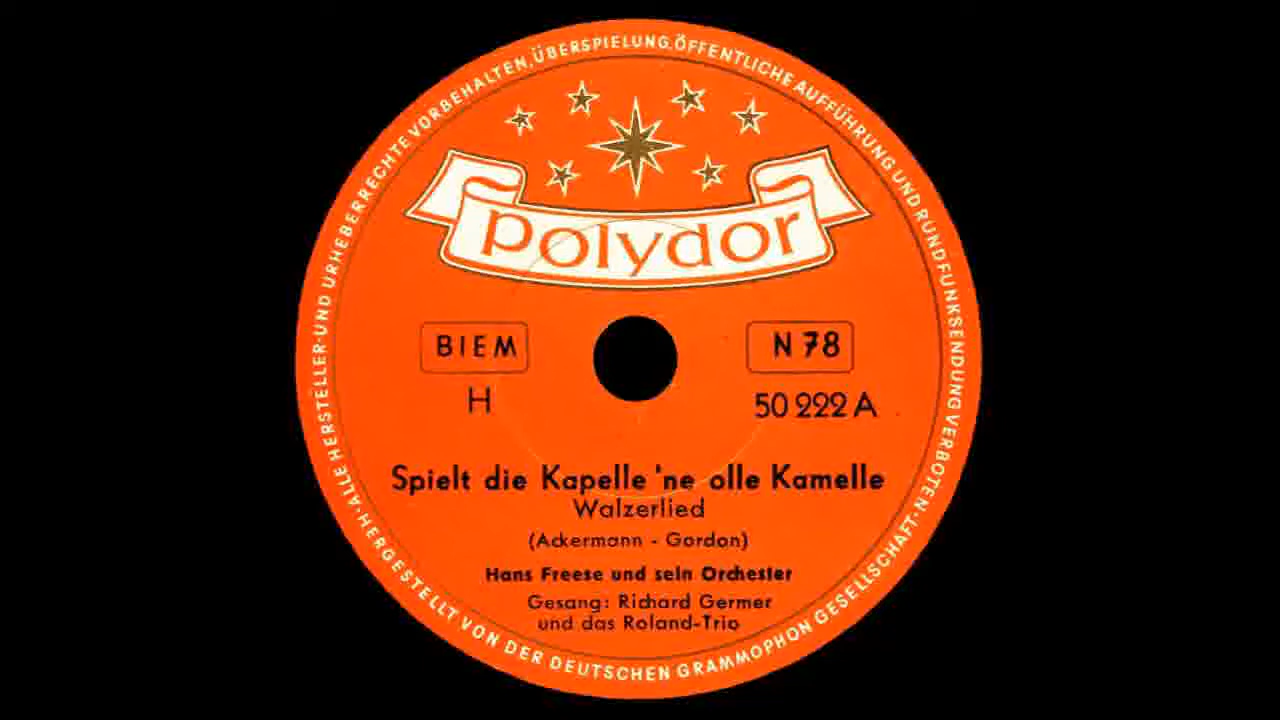 ·ALLE HERSTELLER-UND URHEBERRECHTE VORBEHALTEN,ÜBERSPIELUNG,ÖFFENTLICHE AUFFÜHRUNG UND RUNDFUNKSENDUNG VERBOTEN·
polydor
BIEM
N 78
H
50 222 A
Spielt die Kapelle 'ne olle Kamelle
Walzerlied
(Ackermann - Gordon)
Hans Freese und sein Orchester
Gesang: Richard Germer
und das Roland-Trio
HERGESTELLT VON DER DEUTSCHEN GRAMMOPHON GESELLSCHAFT·